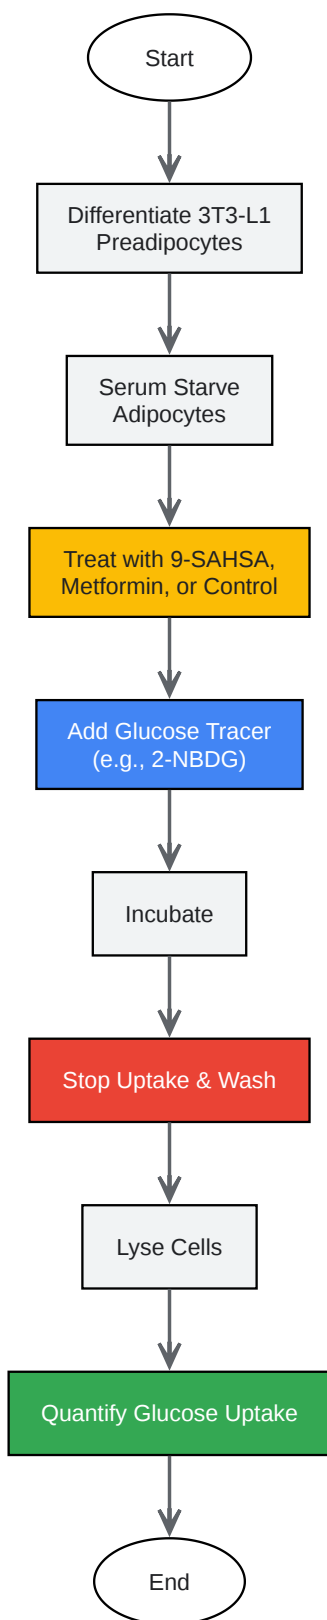 Start
Differentiate 3T3-L1
Preadipocytes
Serum Starve
Adipocytes
Treat with 9-SAHSA,
Metformin, or Control
Add Glucose Tracer
(e.g., 2-NBDG)
Incubate
Stop Uptake & Wash
Lyse Cells
Quantify Glucose Uptake
End